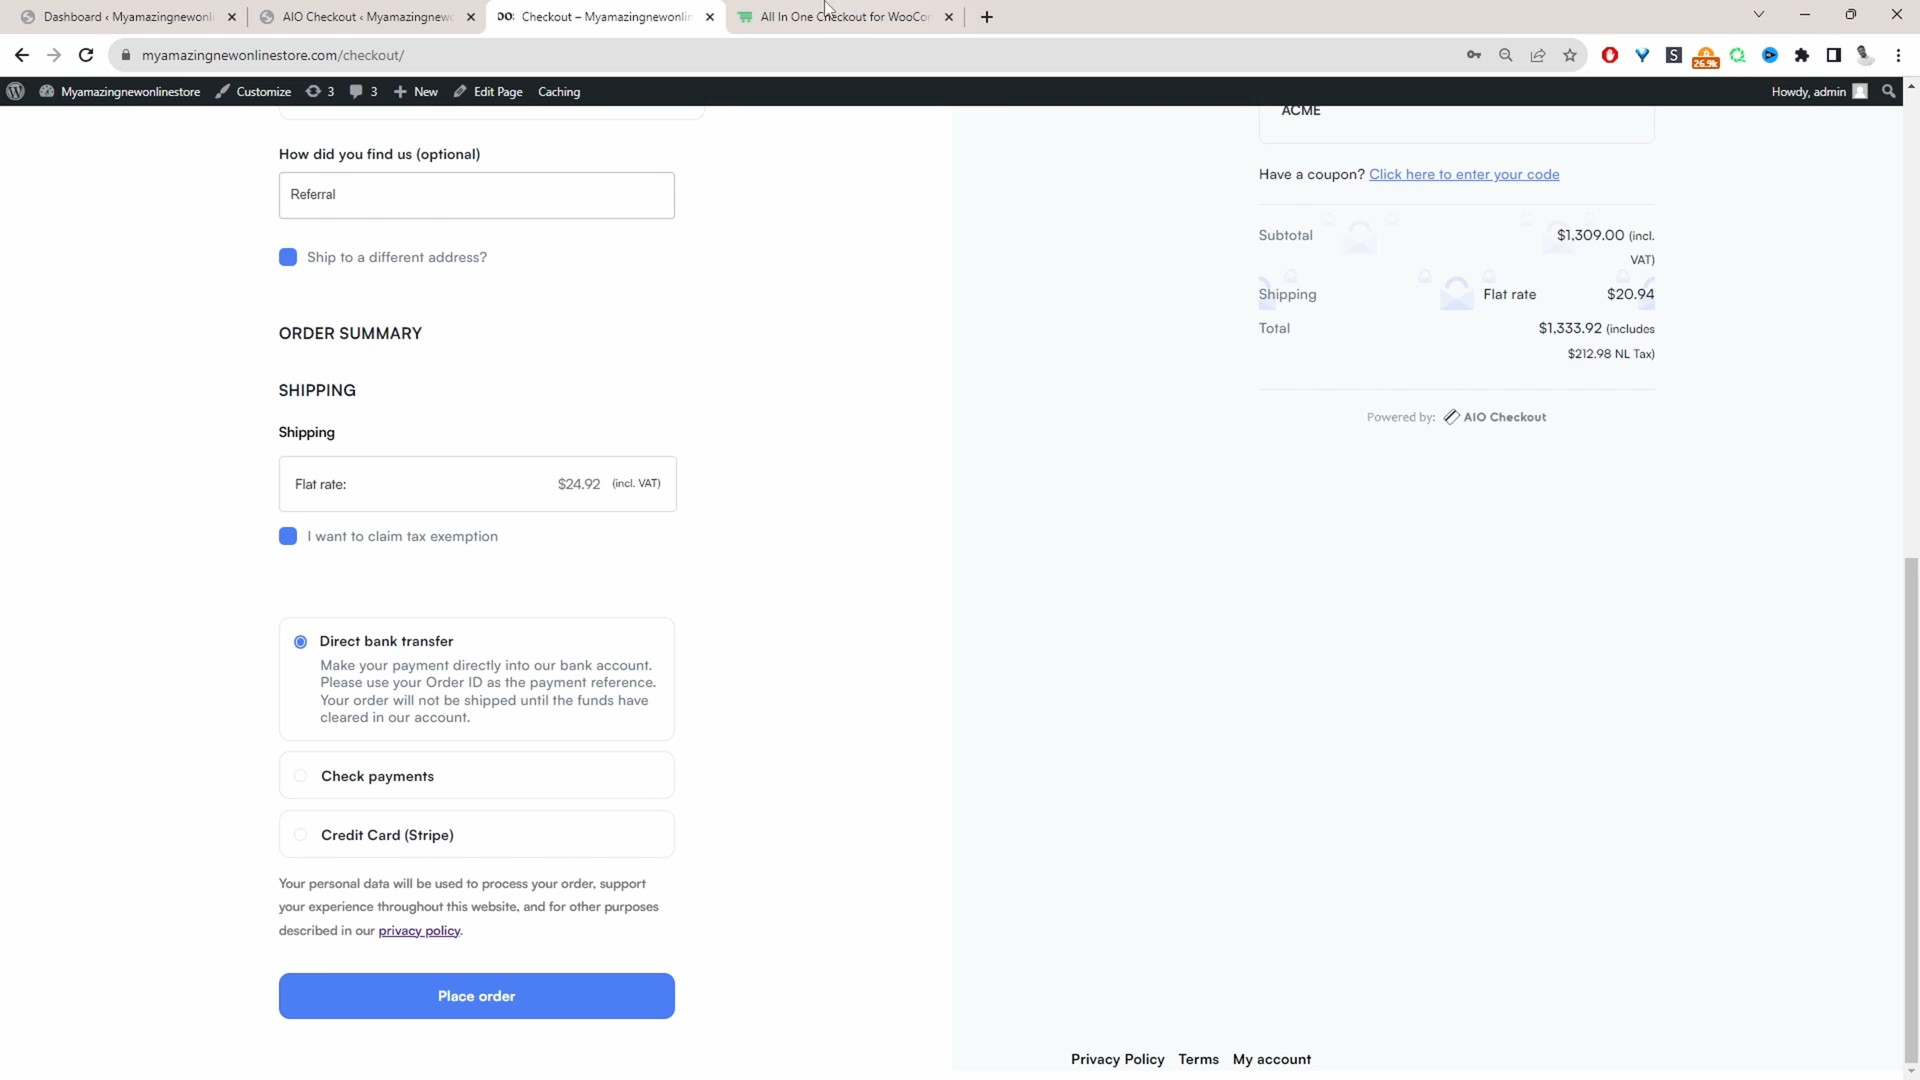 Dashboard ‹ Myamazingnewonli
AIO Checkout ‹ Myamazingnewo
Checkout – Myamazingnewonlin
All In One Checkout for WooCor
myamazingnewonlinestore.com/checkout/
S
26.9k
Myamazingnewonlinestore
Customize
3
3
New
Edit Page
Caching
Howdy, admin
How did you find us (optional)
Referral
Ship to a different address?
ORDER SUMMARY
SHIPPING
Shipping
Flat rate: $24.92 (incl. VAT)
I want to claim tax exemption
Direct bank transfer
Make your payment directly into our bank account.
Please use your Order ID as the payment reference.
Your order will not be shipped until the funds have
cleared in our account.
Check payments
Credit Card (Stripe)
Your personal data will be used to process your order, support
your experience throughout this website, and for other purposes
described in our privacy policy.
Place order
ACME
Have a coupon? Click here to enter your code
Subtotal $1,309.00 (incl.
VAT)
Shipping Flat rate $20.94
Total $1,333.92 (includes
$212.98 NL Tax)
Powered by: AIO Checkout
Privacy Policy Terms My account